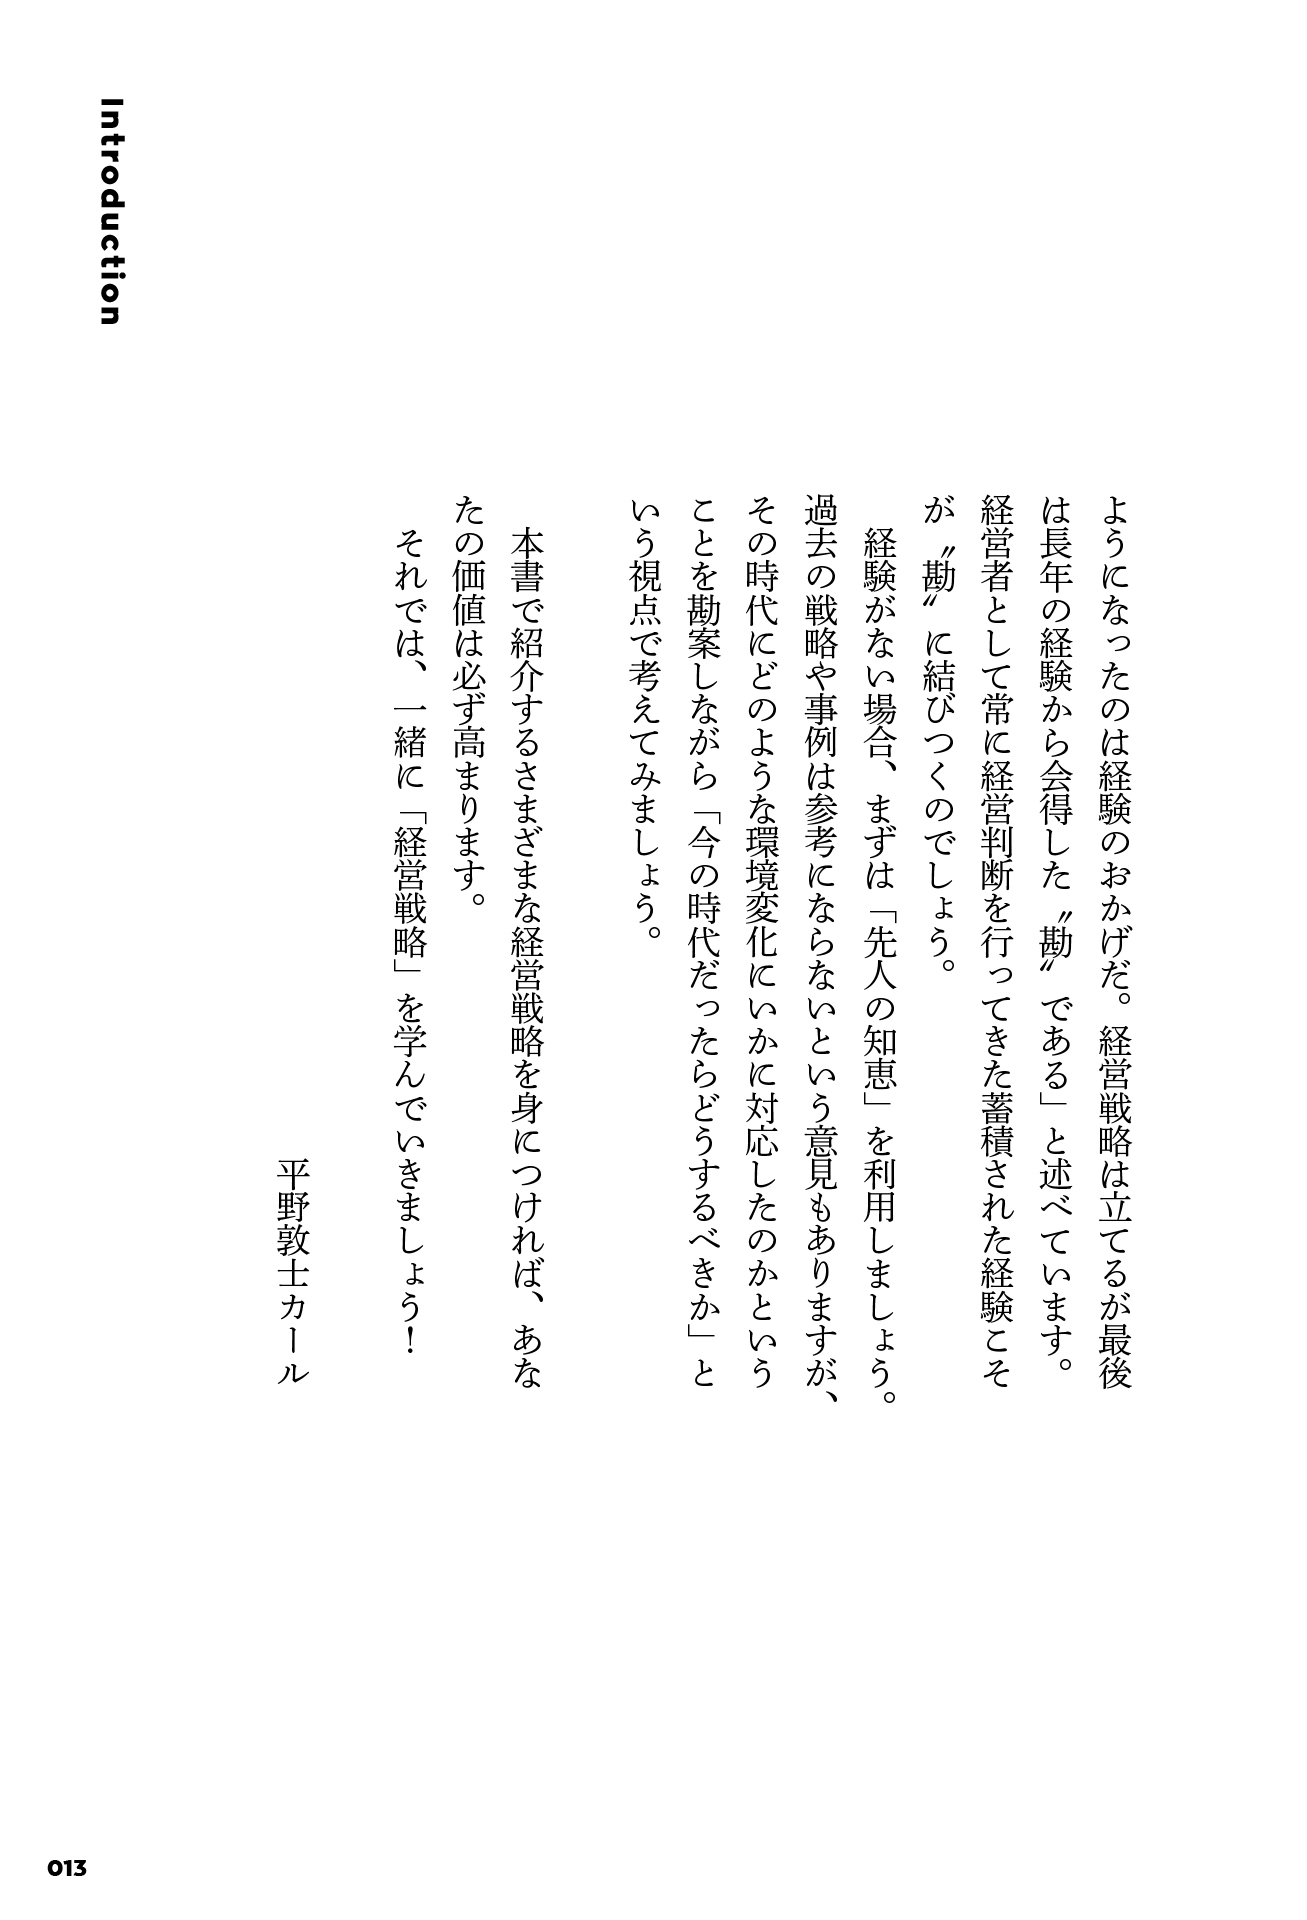 Introduction
ようになったのは経験のおかげだ。経営戦略は立てるが最後
は長年の経験から会得した〝勘〟である」と述べています。
経営者として常に経営判断を行ってきた蓄積された経験こそ
が〝勘〟に結びつくのでしょう。
　経験がない場合、まずは「先人の知恵」を利用しましょう。
過去の戦略や事例は参考にならないという意見もありますが、
その時代にどのような環境変化にいかに対応したのかという
ことを勘案しながら「今の時代だったらどうするべきか」と
いう視点で考えてみましょう。
　本書で紹介するさまざまな経営戦略を身につければ、あな
たの価値は必ず高まります。
　それでは、一緒に「経営戦略」を学んでいきましょう！
平野敦士カール
013